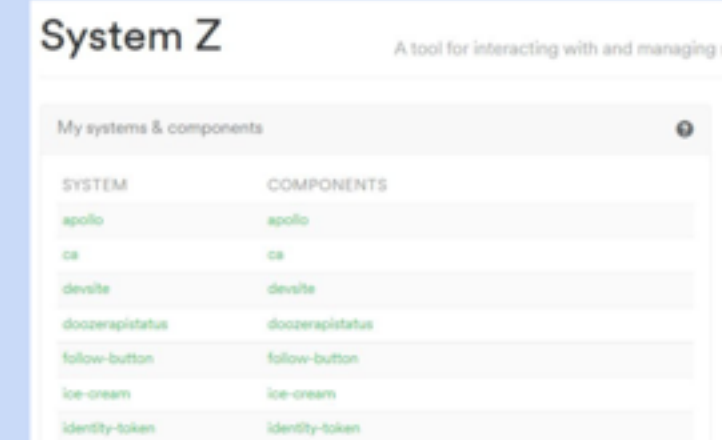 System Z
A tool for interacting with and managing
My systems & components
SYSTEM COMPONENTS
apollo apollo
ca ca
devsite devsite
doozerapistatus doozerapistatus
follow-button follow-button
ice-cream ice-cream
identity-token identity-token